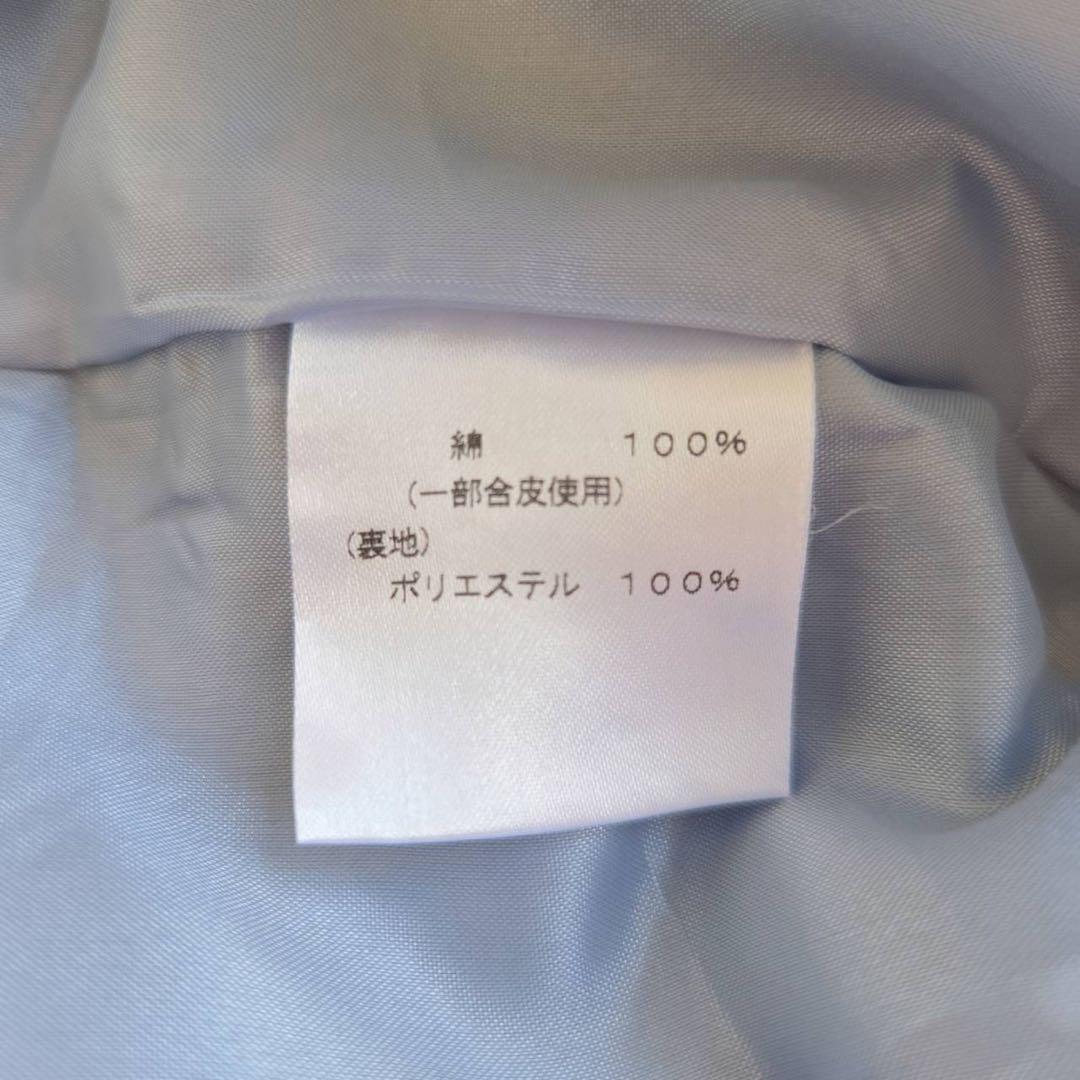 綿　　　　１００％
（一部合皮使用）
（裏地）
ポリエステル　１００％